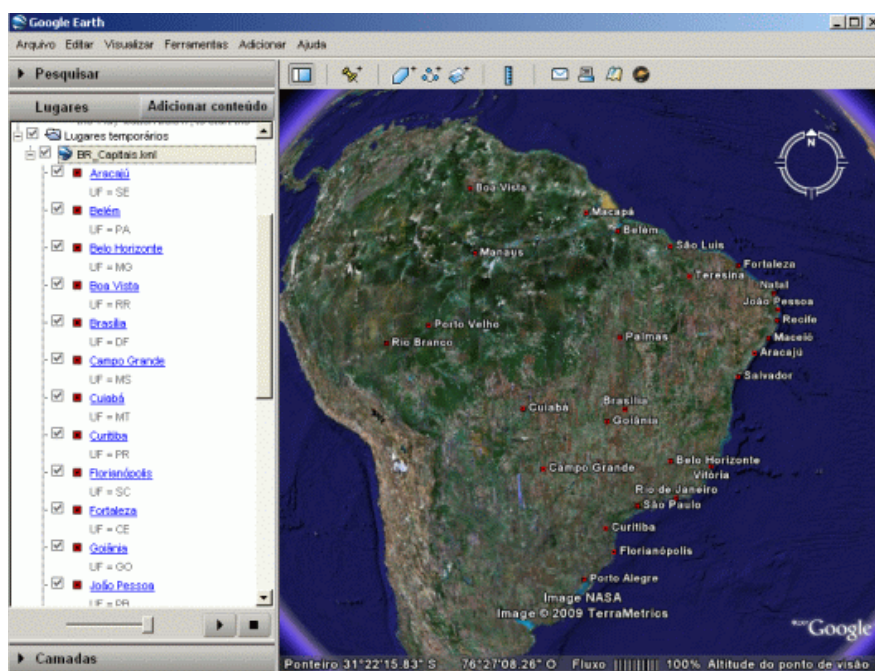 Google Earth
Arquivo Editar Visualizar Ferramentas Adicionar Ajuda
Pesquisar
Lugares
Adicionar conteúdo
Lugares temporários
BR_Capitais.kml
Aracajú
UF = SE
Belém
UF = PA
Belo Horizonte
UF = MG
Boa Vista
UF = RR
Brasília
UF = DF
Campo Grande
UF = MS
Cuiabá
UF = MT
Curitiba
UF = PR
Florianópolis
UF = SC
Fortaleza
UF = CE
Goiânia
UF = GO
João Pessoa
UF = PB
Camadas
N
Boa Vista
Macapá
Belém
São Luis
Manaus
Fortaleza
Teresina
Natal
João Pessoa
Recife
Porto Velho
Palmas
Maceió
Rio Branco
Aracajú
Salvador
Cuiabá
Brasília
Goiânia
Campo Grande
Belo Horizonte
Vitória
Rio de Janeiro
São Paulo
Curitiba
Florianópolis
Porto Alegre
Image NASA
Image © 2009 TerraMetrics
Google
Ponteiro 31°22'15.83" S 76°27'08.26" O Fluxo 100% Altitude do ponto de visão